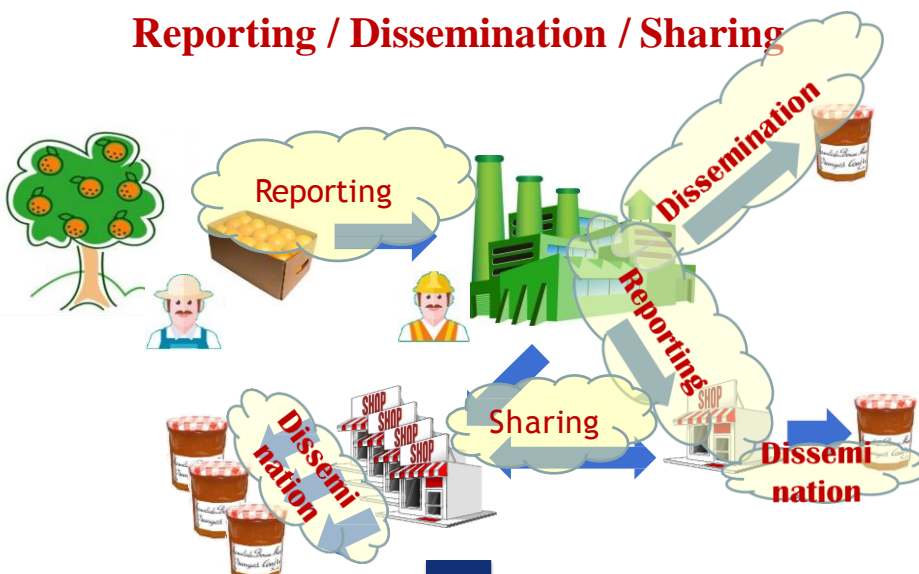 Reporting / Dissemination / Sharing
Dissemination
Reporting
Reporting
SHOP
SHOP
SHOP
SHOP
SHOP
Sharing
Dissemi
nation
Dissemi
nation